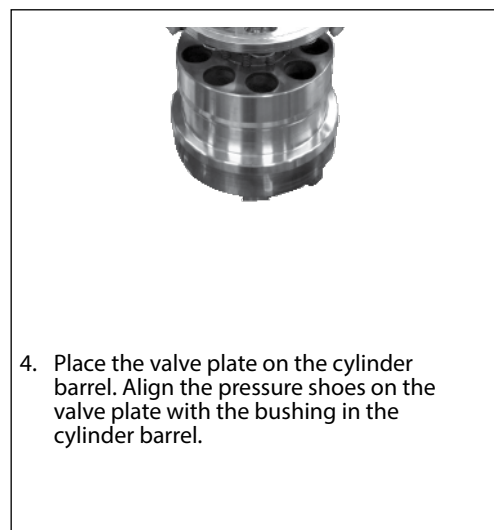 4. Place the valve plate on the cylinder
barrel. Align the pressure shoes on the
valve plate with the bushing in the
cylinder barrel.